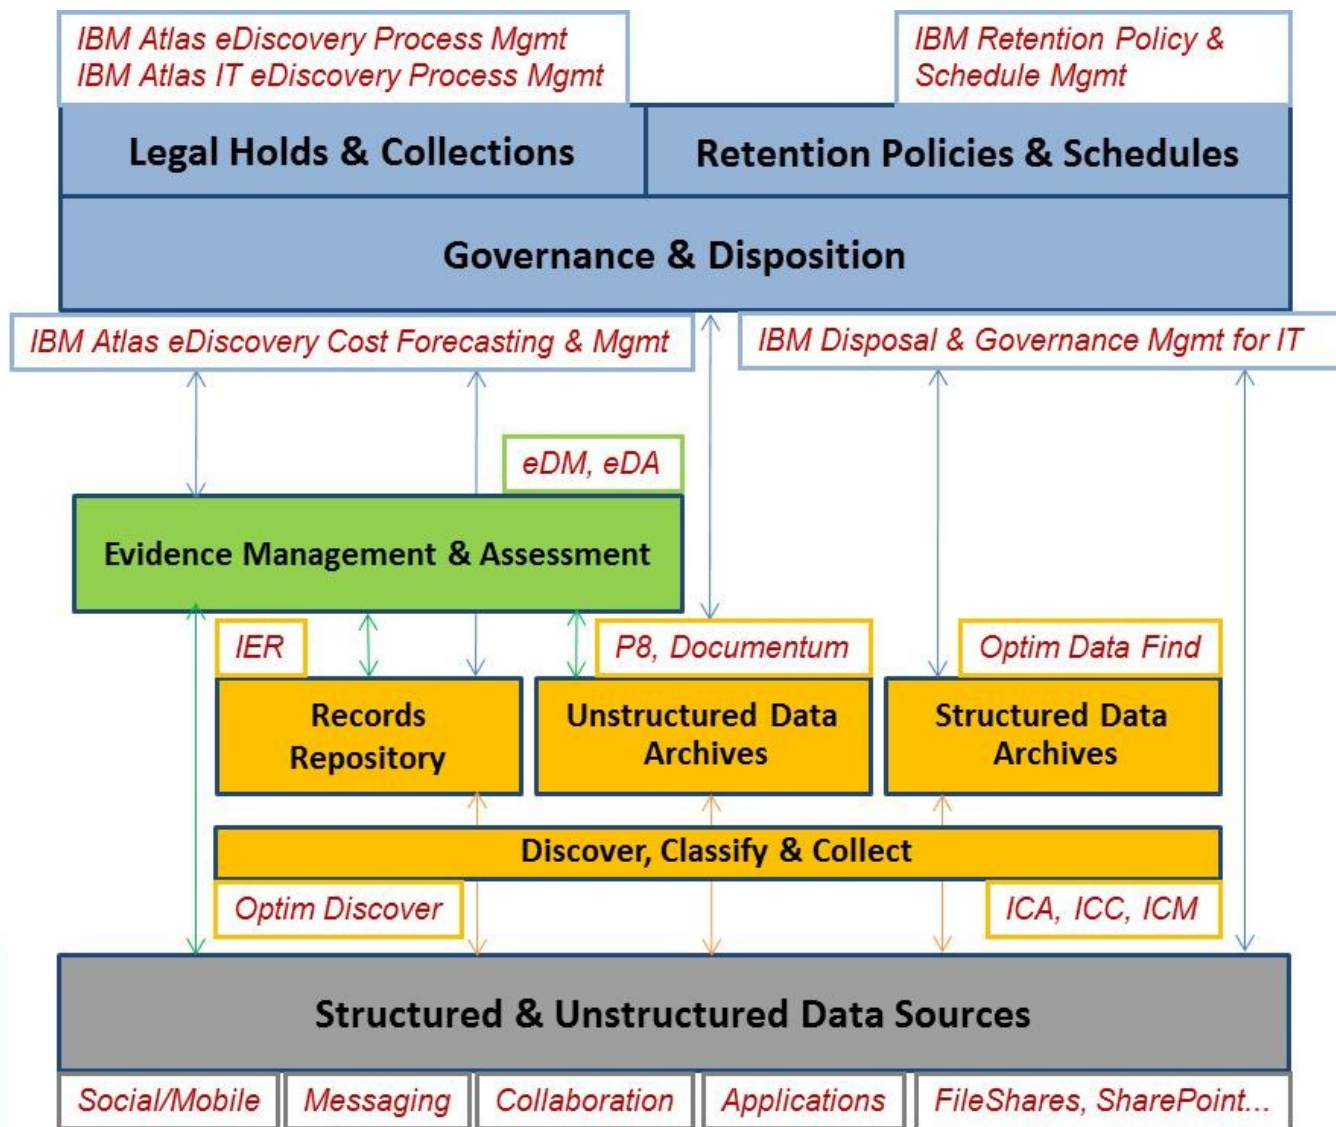 IBM Atlas eDiscovery Process Mgmt
IBM Atlas IT eDiscovery Process Mgmt
IBM Retention Policy &
Schedule Mgmt
Legal Holds & Collections
Retention Policies & Schedules
Governance & Disposition
IBM Atlas eDiscovery Cost Forecasting & Mgmt
IBM Disposal & Governance Mgmt for IT
eDM, eDA
Evidence Management & Assessment
IER
P8, Documentum
Optim Data Find
Records
Repository
Unstructured Data
Archives
Structured Data
Archives
Discover, Classify & Collect
Optim Discover
ICA, ICC, ICM
Structured & Unstructured Data Sources
Social/Mobile
Messaging
Collaboration
Applications
FileShares, SharePoint...